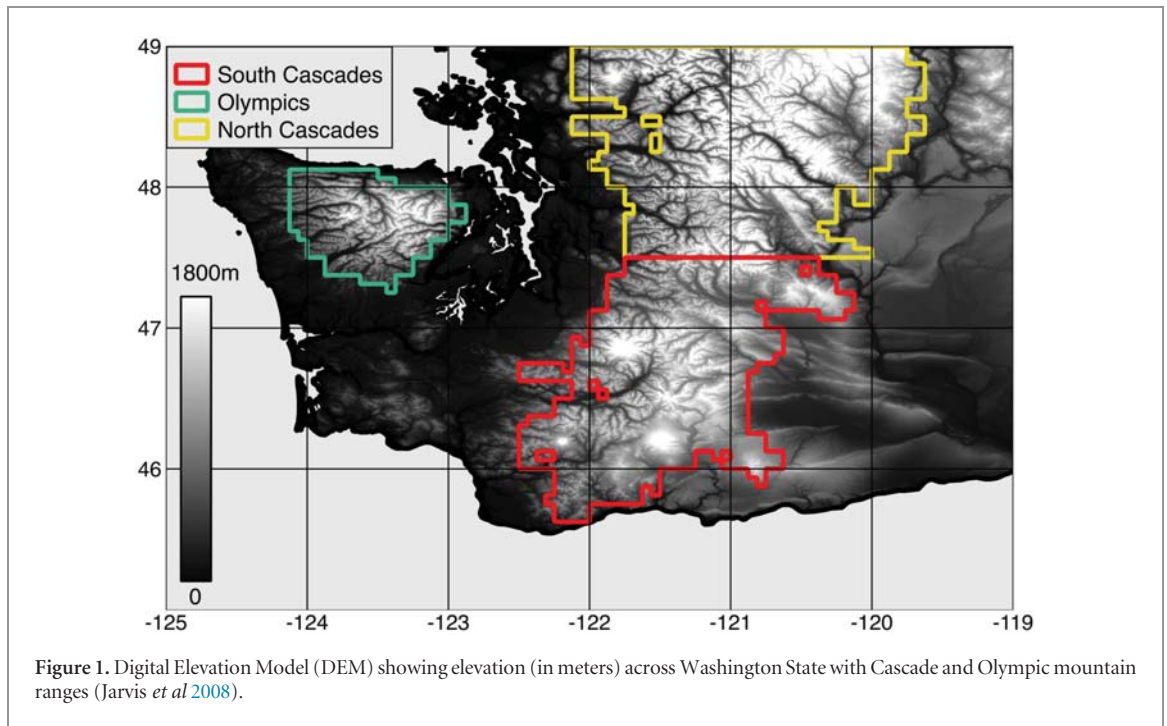 49
South Cascades
Olympics
North Cascades
48
1800m
47
46
0
-125 -124 -123 -122 -121 -120 -119
Figure 1. Digital Elevation Model (DEM) showing elevation (in meters) across Washington State with Cascade and Olympic mountain
ranges (Jarvis et al 2008).